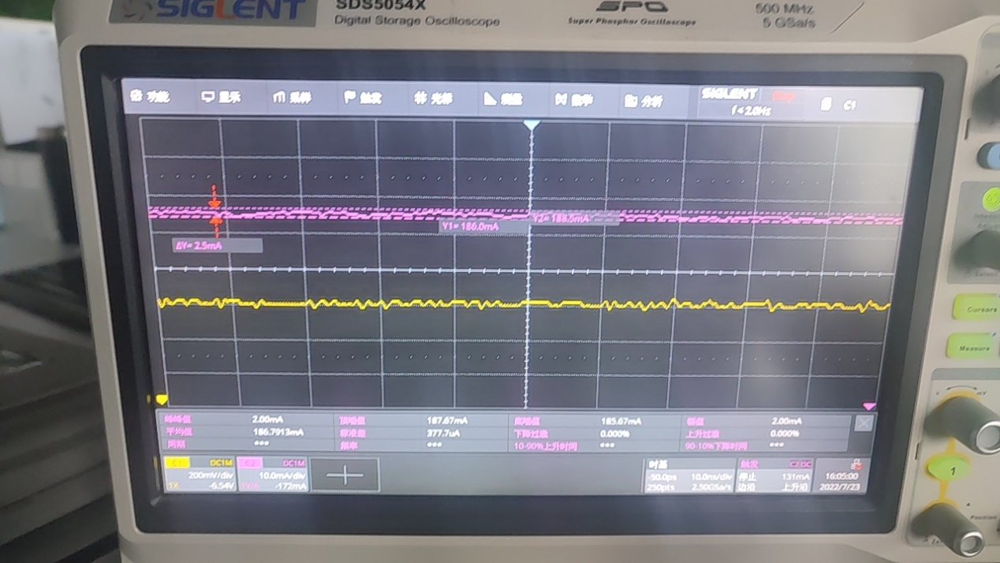 SIGLENT
SDS5054X
Digital Storage Oscilloscope
SPO
Super Phosphor Oscilloscope
500 MHz
5 GSa/s
功能 显示 采样 触发 光标 测量 数学 分析
SIGLENT Stop
f < 2.0Hz
C1
Y2= 188.5mA
Y1= 186.0mA
ΔY= 2.5mA
峰峰值 2.00mA 顶端值 187.67mA 底端值 185.67mA 幅值 2.00mA
平均值 186.7913mA 标准差 377.7uA 下降过激 0.000% 上升过激 0.000%
周期 *** 频率 *** 10-90%上升时间 *** 90-10%下降时间 ***
C1 DC1M
200mV/div
1X -6.54V
C2 DC1M
10.0mA/div
-172mA
时基
-50.0ps 10.0ns/div
250pts 2.50GSa/s
触发 C2 DC
停止 131mA
边沿 上升沿
16:05:00
2022/7/23
Cursors
Measure
1
Position